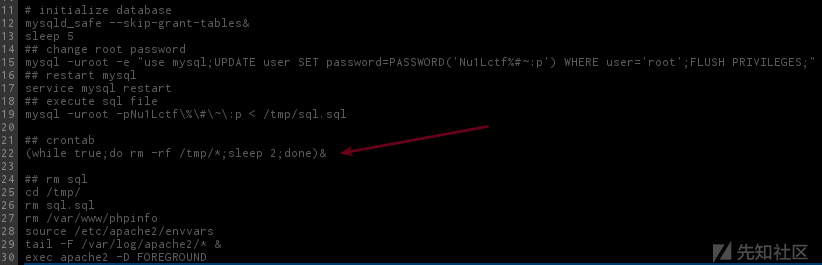 11 # initialize database
12 mysqld_safe --skip-grant-tables&
13 sleep 5
14 ## change root password
15 mysql -uroot -e "use mysql;UPDATE user SET password=PASSWORD('Nu1Lctf%#~:p') WHERE user='root';FLUSH PRIVILEGES;"
16 ## restart mysql
17 service mysql restart
18 ## execute sql file
19 mysql -uroot -pNu1Lctf\%\#\~\:p < /tmp/sql.sql
20
21 ## crontab
22 (while true;do rm -rf /tmp/*;sleep 2;done)&
23
24 ## rm sql
25 cd /tmp/
26 rm sql.sql
27 rm /var/www/phpinfo
28 source /etc/apache2/envvars
29 tail -F /var/log/apache2/* &
30 exec apache2 -D FOREGROUND
先知社区